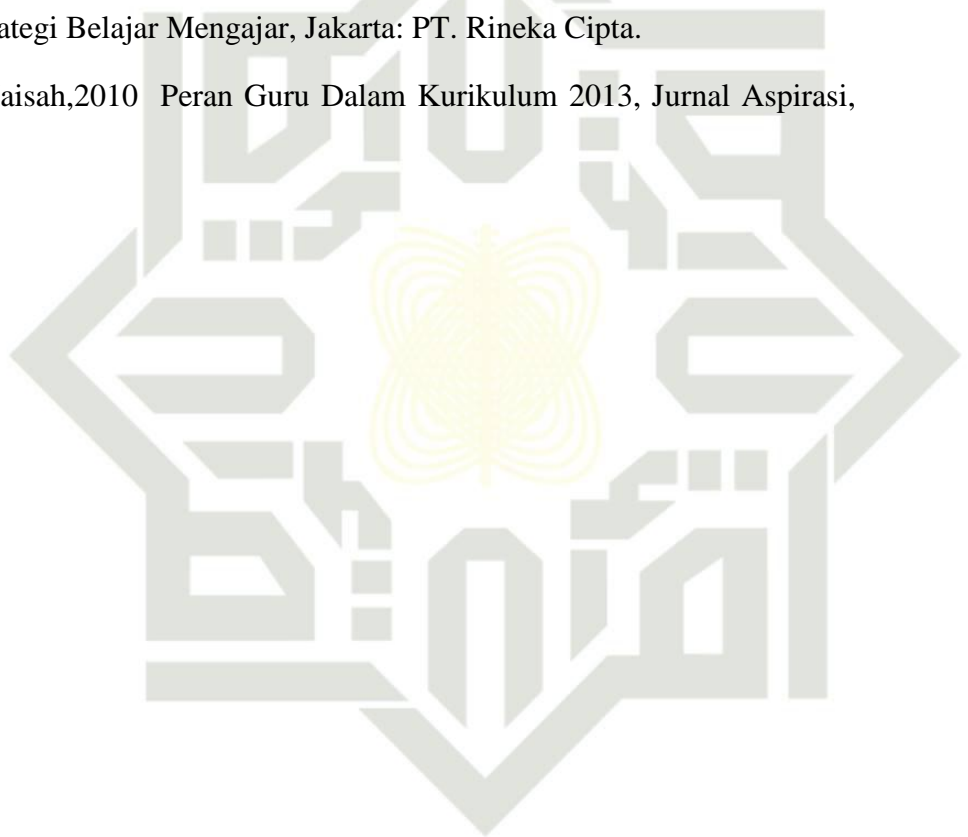 ategi Belajar Mengajar, Jakarta: PT. Rineka Cipta.
aisah,2010 Peran Guru Dalam Kurikulum 2013, Jurnal Aspirasi,